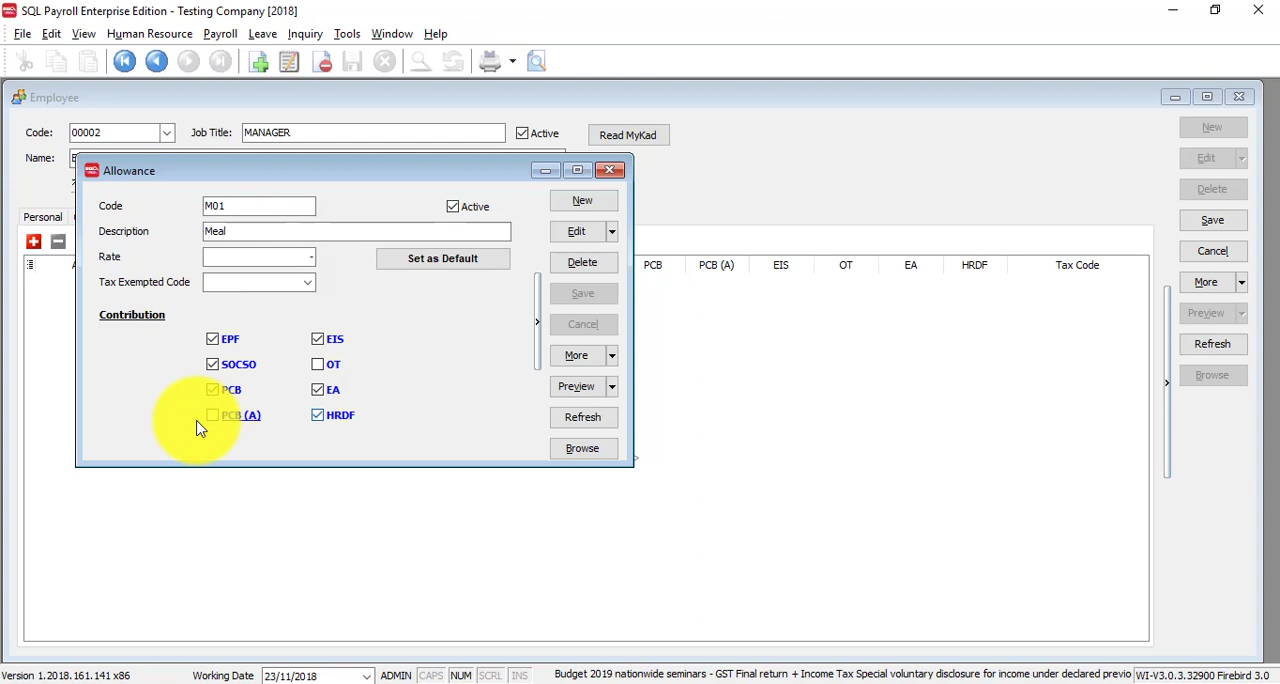 SQL Payroll Enterprise Edition - Testing Company [2018]
File Edit View Human Resource Payroll Leave Inquiry Tools Window Help
Employee
Code: 00002 Job Title: MANAGER Active Read MyKad
Name:
Personal
PCB PCB (A) EIS OT EA HRDF Tax Code
New
Edit
Delete
Save
Cancel
More
Preview
Refresh
Browse
Allowance
Code M01 Active
Description Meal
Rate Set as Default
Tax Exempted Code
Contribution
EPF EIS
SOCSO OT
PCB EA
PCB (A) HRDF
New
Edit
Delete
Save
Cancel
More
Preview
Refresh
Browse
Version 1.2018.161.141 x86 Working Date 23/11/2018 ADMIN CAPS NUM SCRL INS Budget 2019 nationwide seminars - GST Final return + Income Tax Special voluntary disclosure for income under declared previo WI-V3.0.3.32900 Firebird 3.0